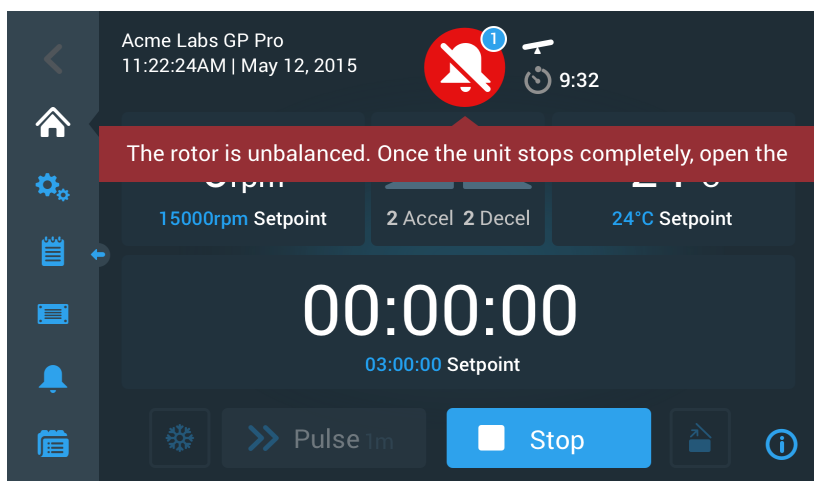 Acme Labs GP Pro
11:22:24AM | May 12, 2015
1
9:32
The rotor is unbalanced. Once the unit stops completely, open the
rpm
15000rpm Setpoint
2 Accel 2 Decel
24°C Setpoint
00:00:00
03:00:00 Setpoint
Pulse 1m
Stop